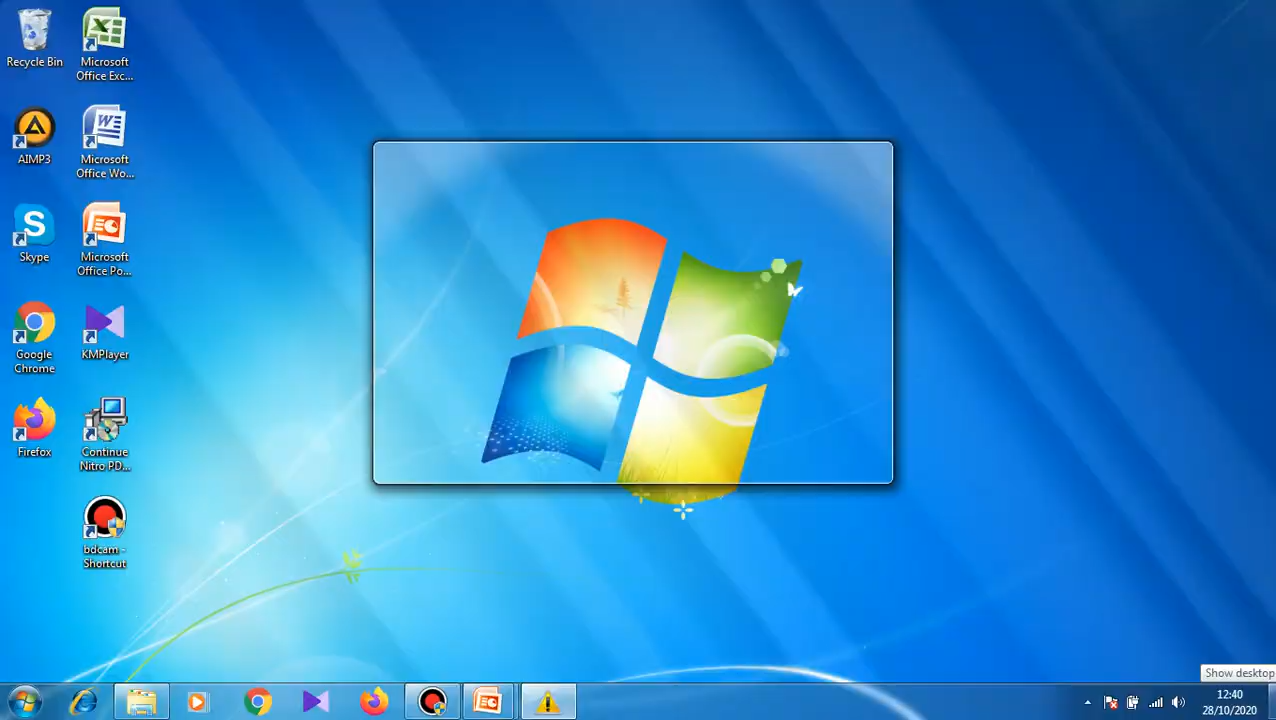 Recycle Bin
Microsoft
Office Exc...
AIMP3
Microsoft
Office Wo...
Skype
Microsoft
Office Po...
Google
Chrome
KMPlayer
Firefox
Continue
Nitro PD...
bdcam -
Shortcut
Show desktop
12:40
28/10/2020